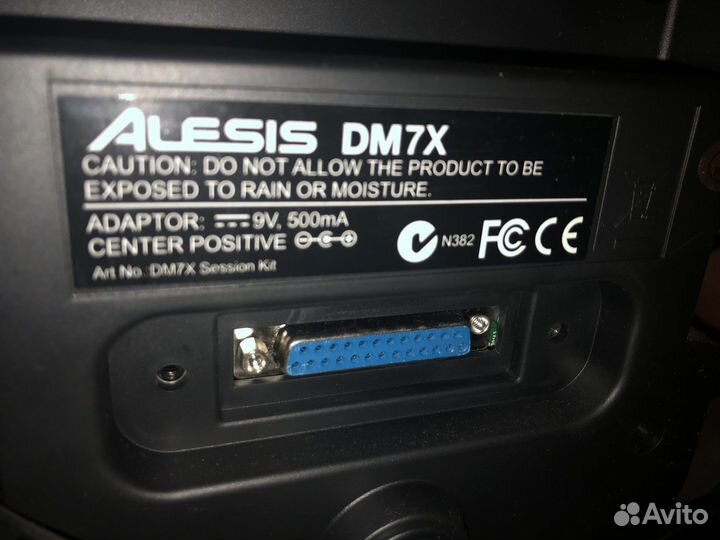 ALESIS DM7X
CAUTION: DO NOT ALLOW THE PRODUCT TO BE
EXPOSED TO RAIN OR MOISTURE.
ADAPTOR: 9V, 500mA
CENTER POSITIVE
N382 FC CE
Art No.:DM7X Session Kit
Avito